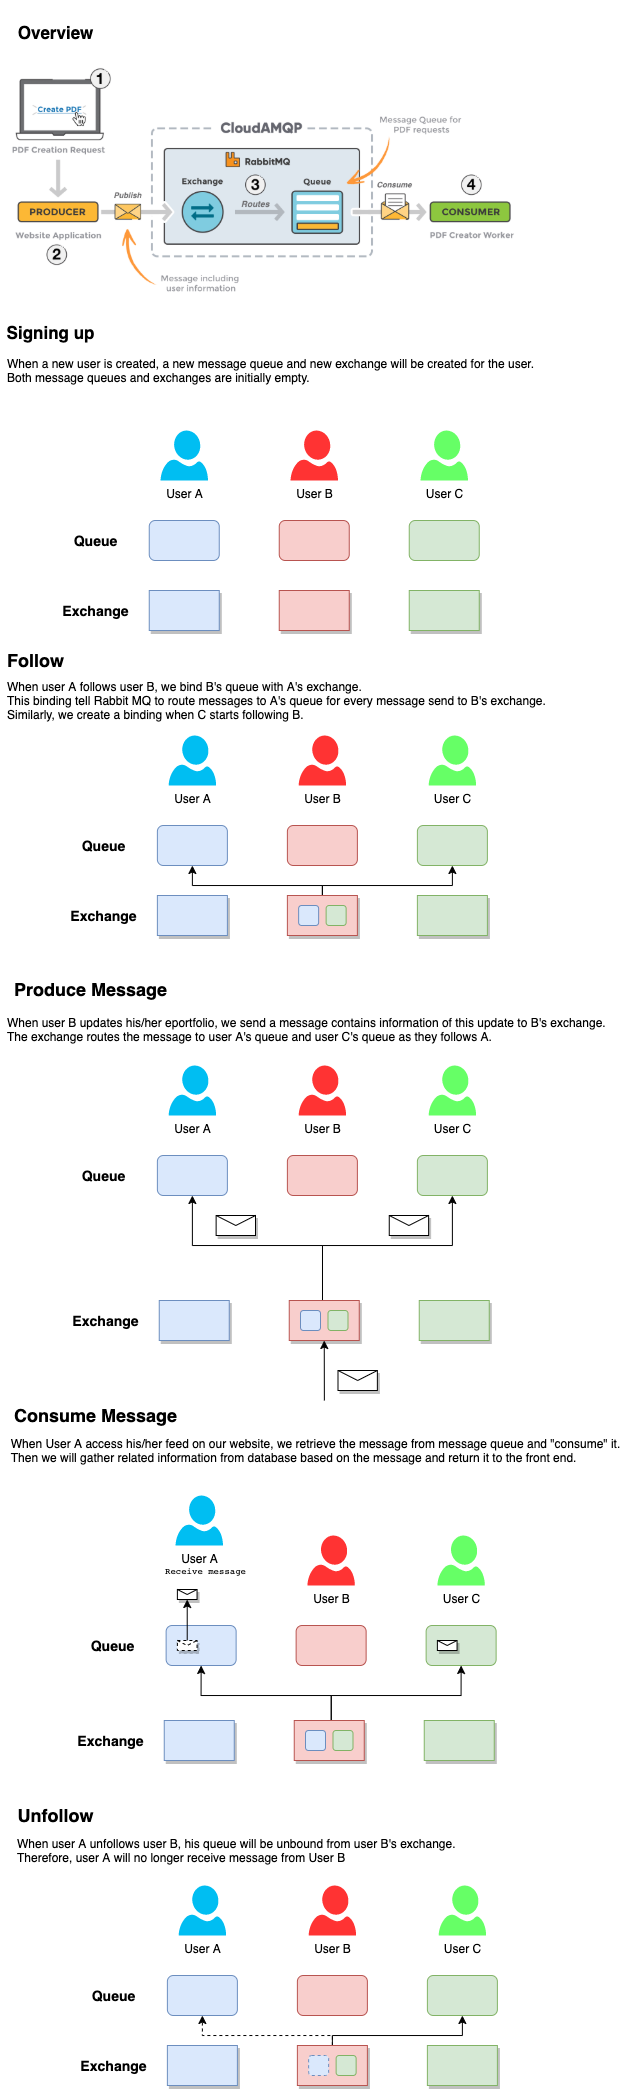 Overview
1
Create PDF
PDF Creation Request
CloudAMQP
Message Queue for
PDF requests
RabbitMQ
Exchange
3
Queue
Routes
Publish
Consume
4
PRODUCER
CONSUMER
Website Application
PDF Creator Worker
2
Message including
user information
Signing up
When a new user is created, a new message queue and new exchange will be created for the user.
Both message queues and exchanges are initially empty.
User A
User B
User C
Queue
Exchange
Follow
When user A follows user B, we bind B's queue with A's exchange.
This binding tell Rabbit MQ to route messages to A's queue for every message send to B's exchange.
Similarly, we create a binding when C starts following B.
User A
User B
User C
Queue
Exchange
Produce Message
When user B updates his/her eportfolio, we send a message contains information of this update to B's exchange.
The exchange routes the message to user A's queue and user C's queue as they follows A.
User A
User B
User C
Queue
Exchange
Consume Message
When User A access his/her feed on our website, we retrieve the message from message queue and "consume" it.
Then we will gather related information from database based on the message and return it to the front end.
User A
Receive message
User B
User C
Queue
Exchange
Unfollow
When user A unfollows user B, his queue will be unbound from user B's exchange.
Therefore, user A will no longer receive message from User B
User A
User B
User C
Queue
Exchange